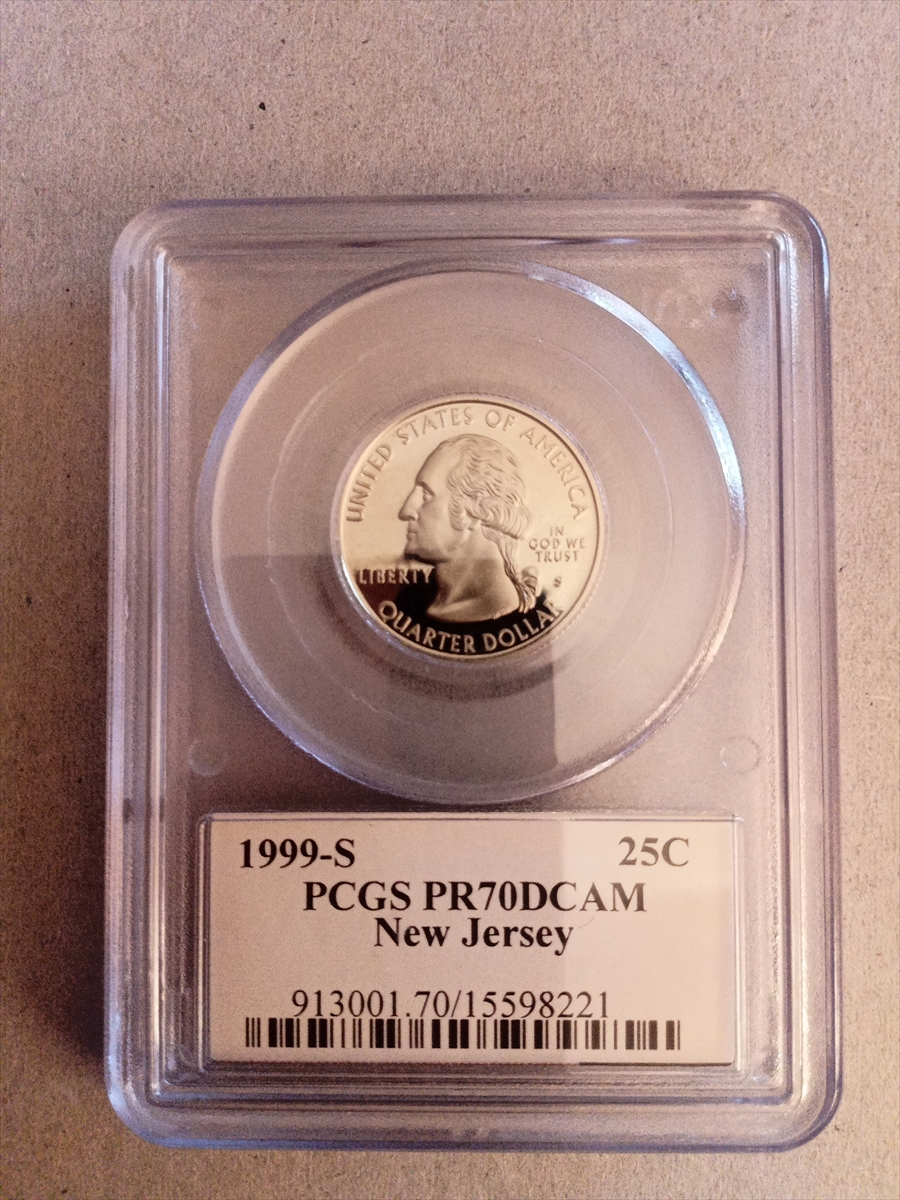 UNITED STATES OF AMERICA
IN
GOD WE
TRUST
LIBERTY
S
QUARTER DOLLAR
1999-S 25C
PCGS PR70DCAM
New Jersey
913001.70/15598221